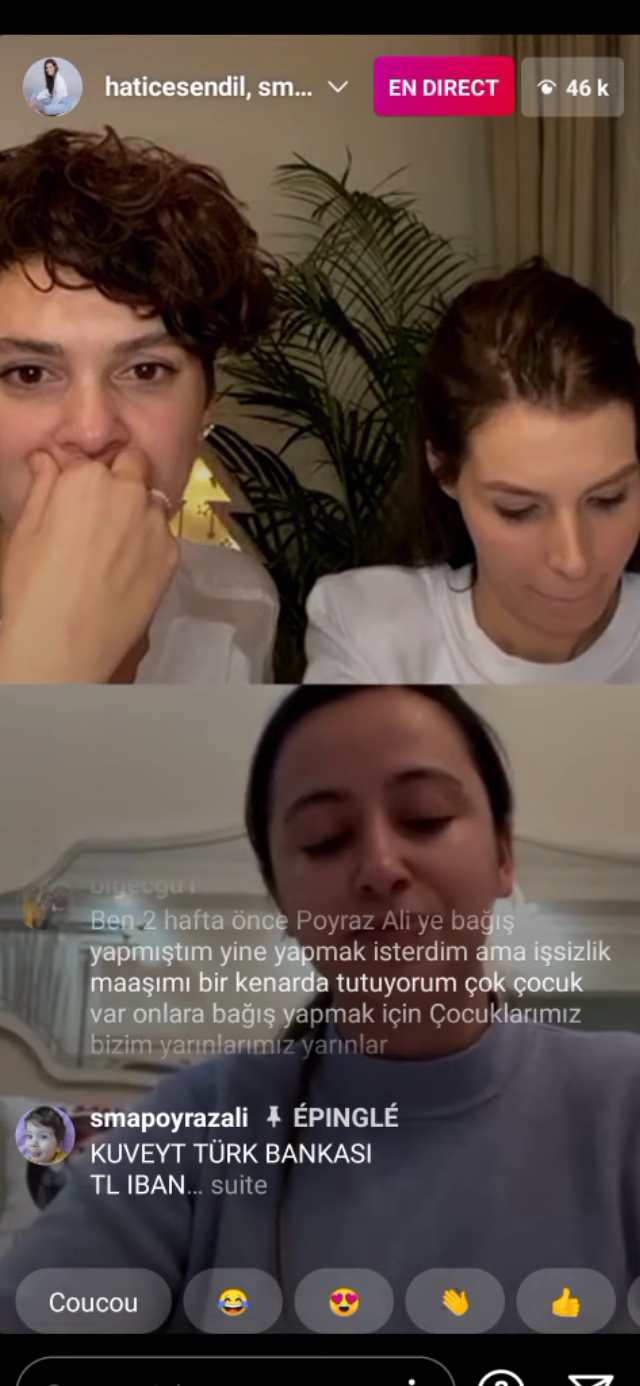 haticesendil, sm...
EN DIRECT
46 k
Ben 2 hafta önce Poyraz Ali ye bağış
yapmıştım yine yapmak isterdim ama işsizlik
maaşımı bir kenarda tutuyorum çok çocuk
var onlara bağış yapmak için Çocuklarımız
bizim yarınlarımız yarınlar
smapoyrazali ÉPINGLÉ
KUVEYT TÜRK BANKASI
TL IBAN... suite
Coucou